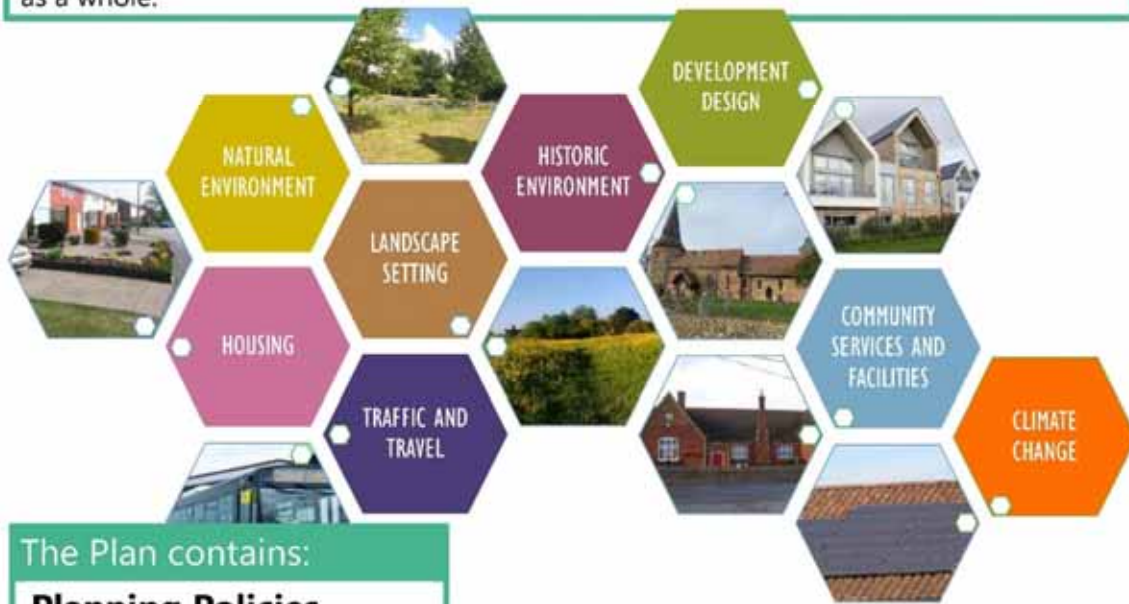 as a whole.
DEVELOPMENT
DESIGN
NATURAL
ENVIRONMENT
HISTORIC
ENVIRONMENT
LANDSCAPE
SETTING
HOUSING
COMMUNITY
SERVICES AND
FACILITIES
TRAFFIC AND
TRAVEL
CLIMATE
CHANGE
The Plan contains:
Planning Policies